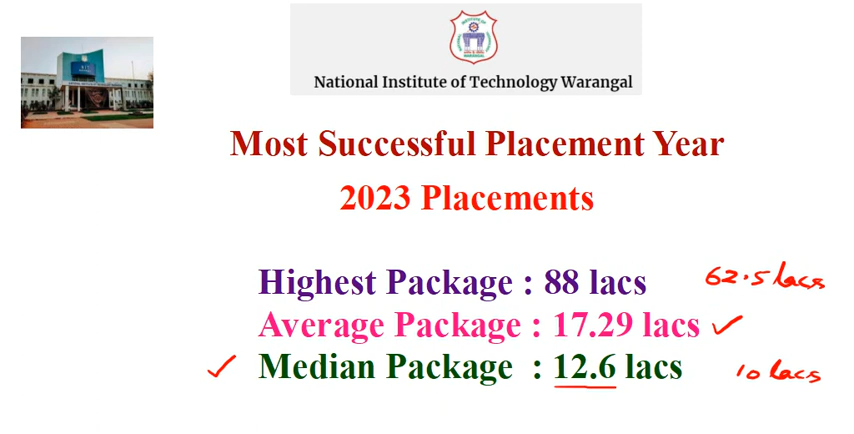 National Institute of Technology Warangal
Most Successful Placement Year
2023 Placements
Highest Package : 88 lacs 62.5 lacs
Average Package : 17.29 lacs
Median Package : 12.6 lacs 10 lacs